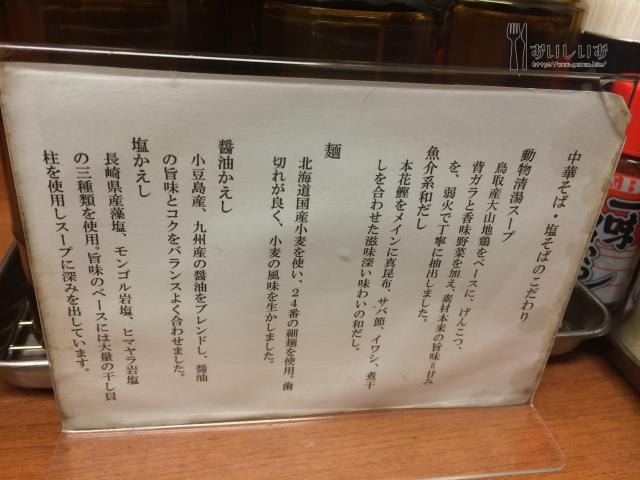 中華そば・塩そばのこだわり
動物清湯スープ
鳥取産大山地鶏をベースに、げんこつ、
背ガラと香味野菜を加え、素材本来の旨味=甘み
を、弱火で丁寧に抽出しました。
魚介系和だし
本花鰹をメインに真昆布、サバ節、イワシ、煮干
しを合わせた滋味深い味わいの和だし。
麺
北海道国産小麦を使い、24番の細麺を使用。歯
切れが良く、小麦の風味を生かしました。
醤油かえし
小豆島産、九州産の醤油をブレンドし、醤油
の旨味とコクをバランスよく合わせました。
塩かえし
長崎県産藻塩、モンゴル岩塩、ヒマヤラ岩塩
の三種類を使用。旨味のベースには大量の干し貝
柱を使用しスープに深みを出しています。
おいしいお
一味